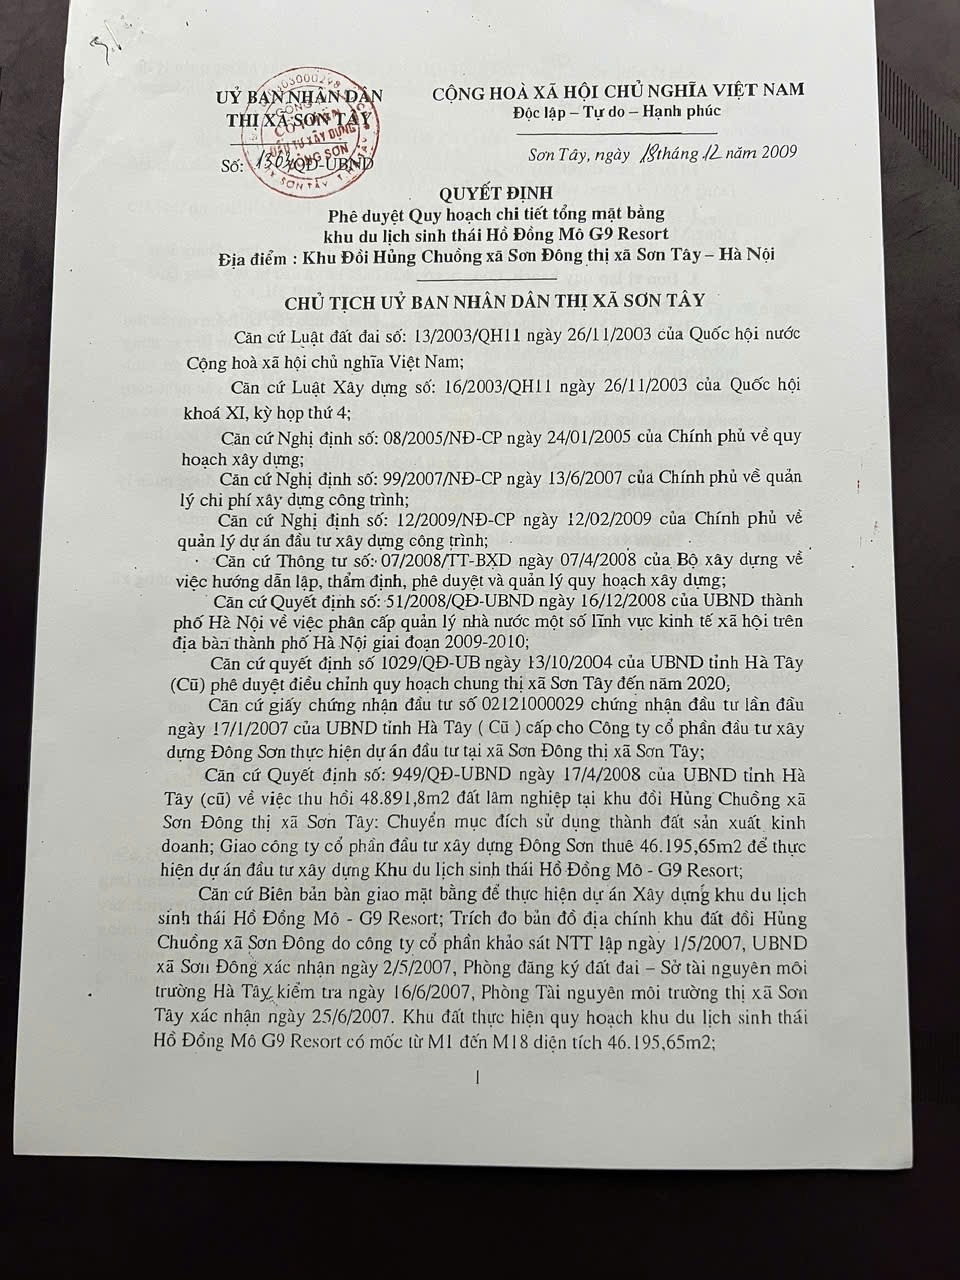 UỶ BAN NHÂN DÂN
THỊ XÃ SƠN TÂY
CỘNG HOÀ XÃ HỘI CHỦ NGHĨA VIỆT NAM
Độc lập – Tự do – Hạnh phúc
Số: 1303/QĐ-UBND
Sơn Tây, ngày 18 tháng 12 năm 2009
QUYẾT ĐỊNH
Phê duyệt Quy hoạch chi tiết tổng mặt bằng
khu du lịch sinh thái Hồ Đồng Mô G9 Resort
Địa điểm : Khu Đồi Hủng Chuồng xã Sơn Đông thị xã Sơn Tây – Hà Nội
CHỦ TỊCH UỶ BAN NHÂN DÂN THỊ XÃ SƠN TÂY
Căn cứ Luật đất đai số: 13/2003/QH11 ngày 26/11/2003 của Quốc hội nước
Cộng hoà xã hội chủ nghĩa Việt Nam;
Căn cứ Luật Xây dựng số: 16/2003/QH11 ngày 26/11/2003 của Quốc hội
khoá XI, kỳ họp thứ 4;
Căn cứ Nghị định số: 08/2005/NĐ-CP ngày 24/01/2005 của Chính phủ về quy
hoạch xây dựng;
Căn cứ Nghị định số: 99/2007/NĐ-CP ngày 13/6/2007 của Chính phủ về quản
lý chi phí xây dựng công trình;
Căn cứ Nghị định số: 12/2009/NĐ-CP ngày 12/02/2009 của Chính phủ về
quản lý dự án đầu tư xây dựng công trình;
Căn cứ Thông tư số: 07/2008/TT-BXD ngày 07/4/2008 của Bộ xây dựng về
việc hướng dẫn lập, thẩm định, phê duyệt và quản lý quy hoạch xây dựng;
Căn cứ Quyết định số: 51/2008/QĐ-UBND ngày 16/12/2008 của UBND thành
phố Hà Nội về việc phân cấp quản lý nhà nước một số lĩnh vực kinh tế xã hội trên
địa bàn thành phố Hà Nội giai đoạn 2009-2010;
Căn cứ quyết định số 1029/QĐ-UB ngày 13/10/2004 của UBND tỉnh Hà Tây
(Cũ) phê duyệt điều chỉnh quy hoạch chung thị xã Sơn Tây đến năm 2020;
Căn cứ giấy chứng nhận đầu tư số 02121000029 chứng nhận đầu tư lần đầu
ngày 17/1/2007 của UBND tỉnh Hà Tây ( Cũ ) cấp cho Công ty cổ phần đầu tư xây
dựng Đông Sơn thực hiện dự án đầu tư tại xã Sơn Đông thị xã Sơn Tây;
Căn cứ Quyết định số: 949/QĐ-UBND ngày 17/4/2008 của UBND tỉnh Hà
Tây (cũ) về việc thu hồi 48.891,8m2 đất lâm nghiệp tại khu đồi Hủng Chuồng xã
Sơn Đông thị xã Sơn Tây: Chuyển mục đích sử dụng thành đất sản xuất kinh
doanh; Giao công ty cổ phần đầu tư xây dựng Đông Sơn thuê 46.195,65m2 để thực
hiện dự án đầu tư xây dựng Khu du lịch sinh thái Hồ Đồng Mô - G9 Resort;
Căn cứ Biên bản bàn giao mặt bằng để thực hiện dự án Xây dựng khu du lịch
sinh thái Hồ Đồng Mô - G9 Resort; Trích đo bản đồ địa chính khu đất đồi Hủng
Chuồng xã Sơn Đông do công ty cổ phần khảo sát NTT lập ngày 1/5/2007, UBND
xã Sơn Đông xác nhận ngày 2/5/2007, Phòng đăng ký đất đai – Sở tài nguyên môi
trường Hà Tây kiểm tra ngày 16/6/2007, Phòng Tài nguyên môi trường thị xã Sơn
Tây xác nhận ngày 25/6/2007. Khu đất thực hiện quy hoạch khu du lịch sinh thái
Hồ Đồng Mô G9 Resort có mốc từ M1 đến M18 diện tích 46.195,65m2;
1